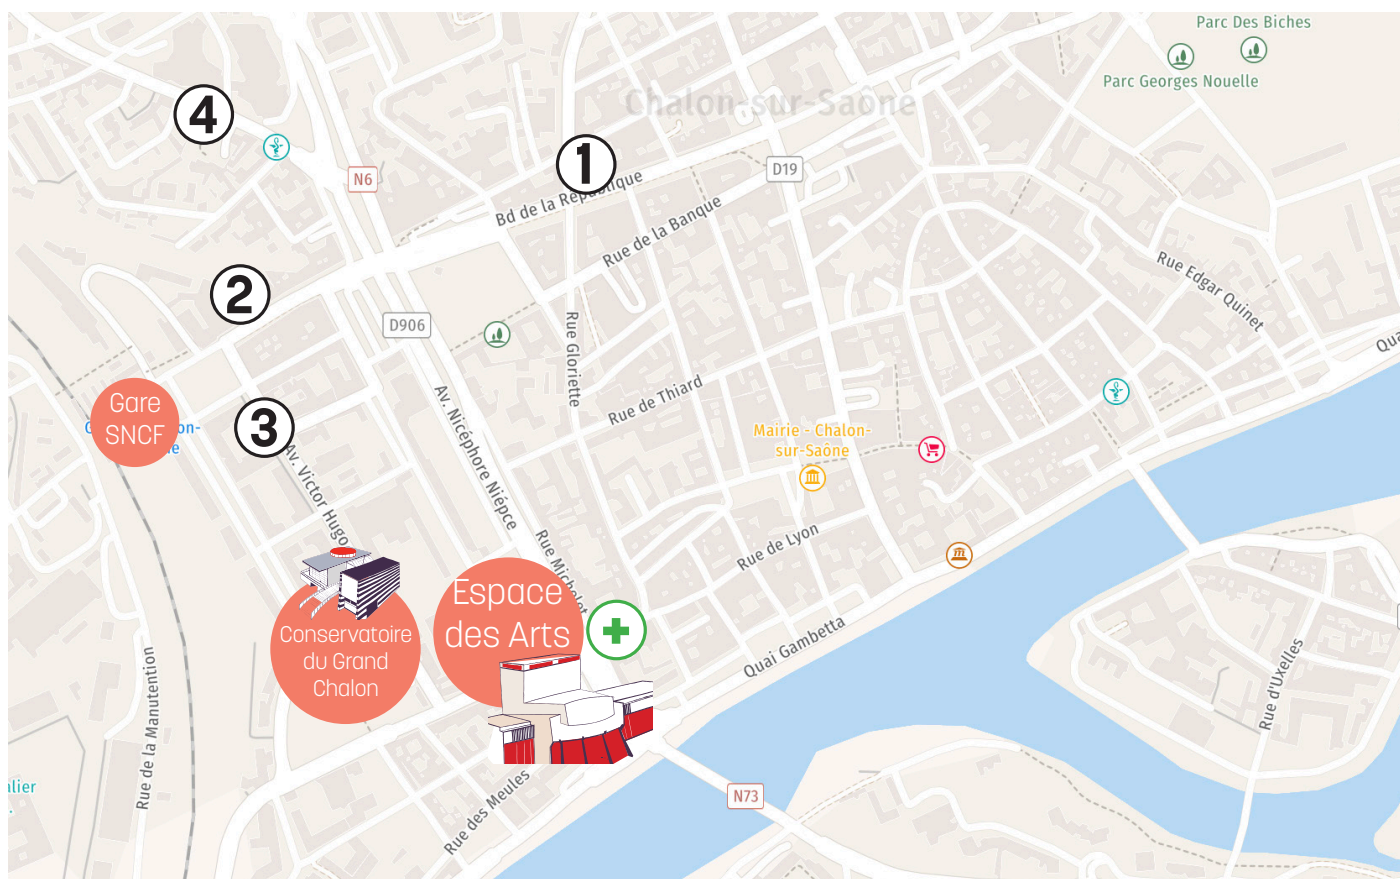 Parc Des Biches
Parc Georges Nouelle
Chalon-sur-Saône
4
1
N6
D19
Bd de la République
Rue de la Banque
Rue Edgar Quinet
2
D906
Rue Gloriette
Rue de Thiard
Av. Nicéphore Niépce
Gare
SNCF
3
Av. Victor Hugo
Mairie - Chalon-
sur-Saône
Rue de Lyon
Rue Michelet
Espace
des Arts
Conservatoire
du Grand
Chalon
Quai Gambetta
Rue d'Uxelles
Rue de la Manutention
Rue des Meules
N73